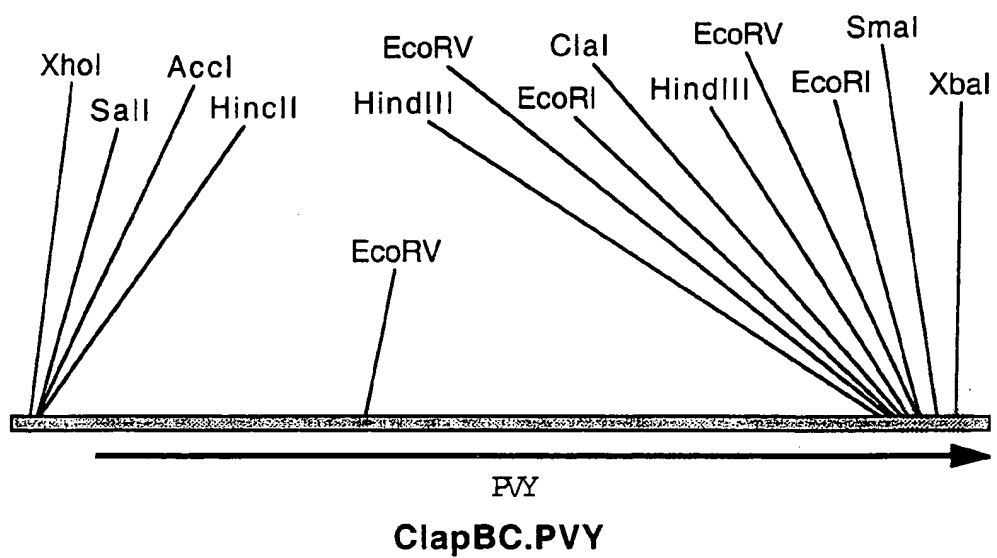 XhoI
SalI
AccI
HincII
EcoRV
HindIII
EcoRI
ClaI
HindIII
EcoRV
EcoRI
SmaI
XbaI
EcoRV
PVY
ClapBC.PVY